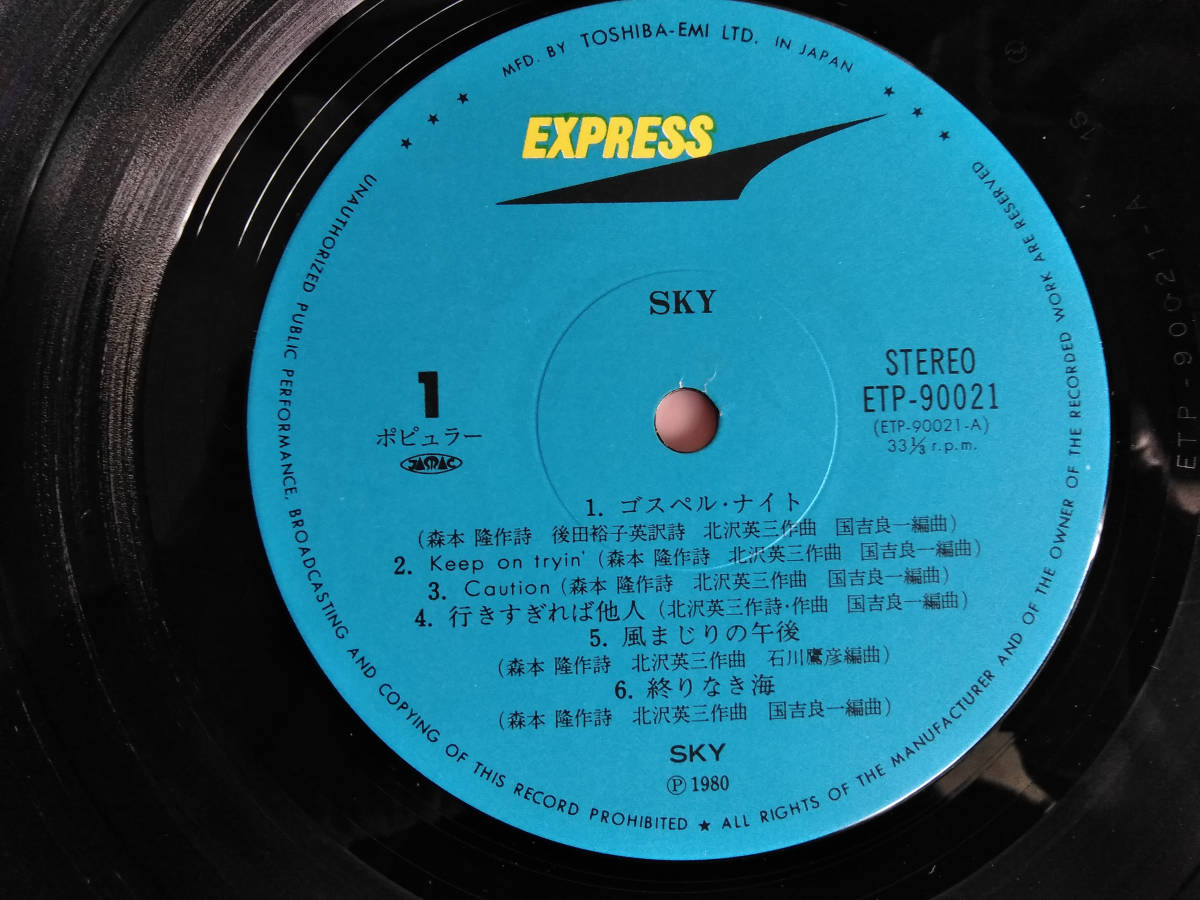 MFD. BY TOSHIBA-EMI LTD. IN JAPAN
EXPRESS
SKY
1
ポピュラー
JASRAC
STEREO
ETP-90021
(ETP-90021-A)
33 1/3 r.p.m.
1. ゴスペル・ナイト
(森本 隆作詩 後田裕子英訳詩 北沢英三作曲 国吉良一編曲)
2. Keep on tryin' (森本 隆作詩 北沢英三作曲 国吉良一編曲)
3. Caution (森本 隆作詩 北沢英三作曲 国吉良一編曲)
4. 行きすぎれば他人 (北沢英三作詩・作曲 国吉良一編曲)
5. 風まじりの午後
(森本 隆作詩 北沢英三作曲 石川鷹彦編曲)
6. 終りなき海
(森本 隆作詩 北沢英三作曲 国吉良一編曲)
SKY
Ⓟ 1980
UNAUTHORIZED PUBLIC PERFORMANCE, BROADCASTING AND COPYING OF THIS RECORD PROHIBITED ★ ALL RIGHTS OF THE MANUFACTURER AND OF THE OWNER OF THE RECORDED WORK ARE RESERVED
ETP-90021-A
1S